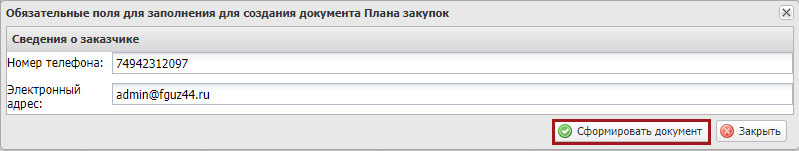 Обязательные поля для заполнения для создания документа Плана закупок
Сведения о заказчике
Номер телефона: 74942312097
Электронный
адрес: admin@fguz44.ru
Сформировать документ Закрыть